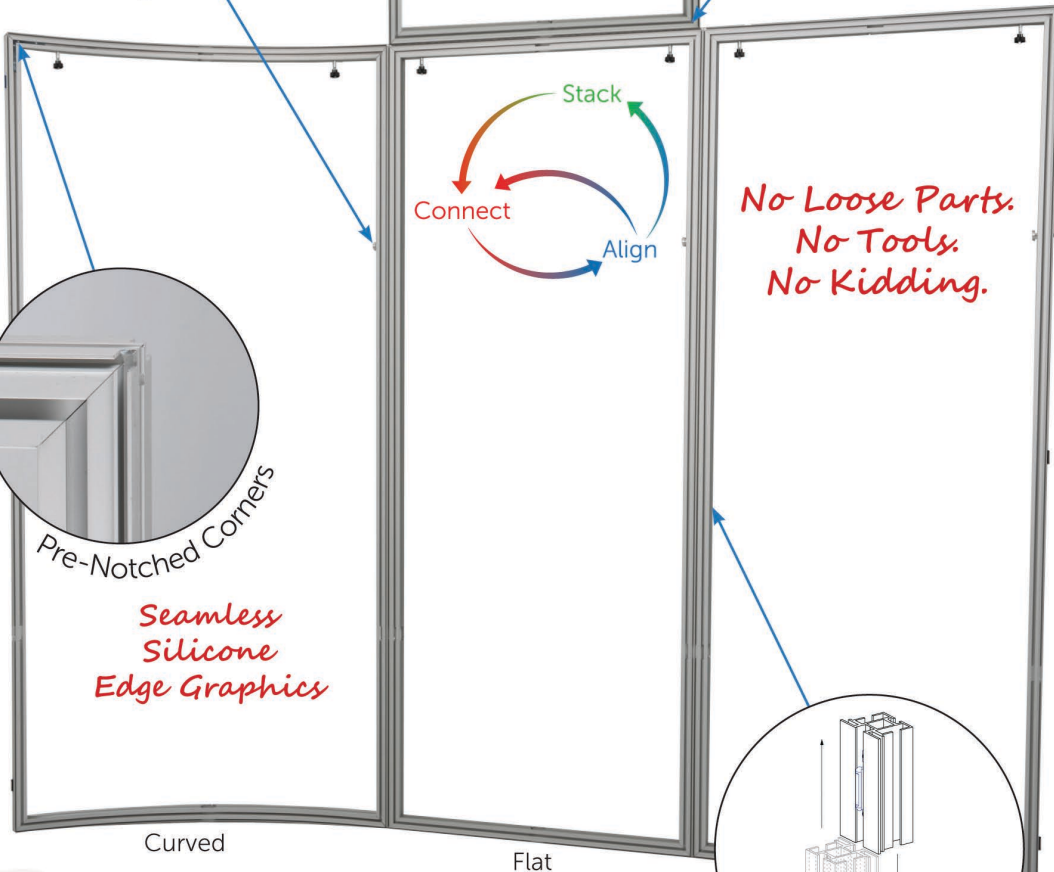 Stack
Connect
Align
No Loose Parts.
No Tools.
No Kidding.
Pre-Notched Corners
Seamless
Silicone
Edge Graphics
Curved
Flat